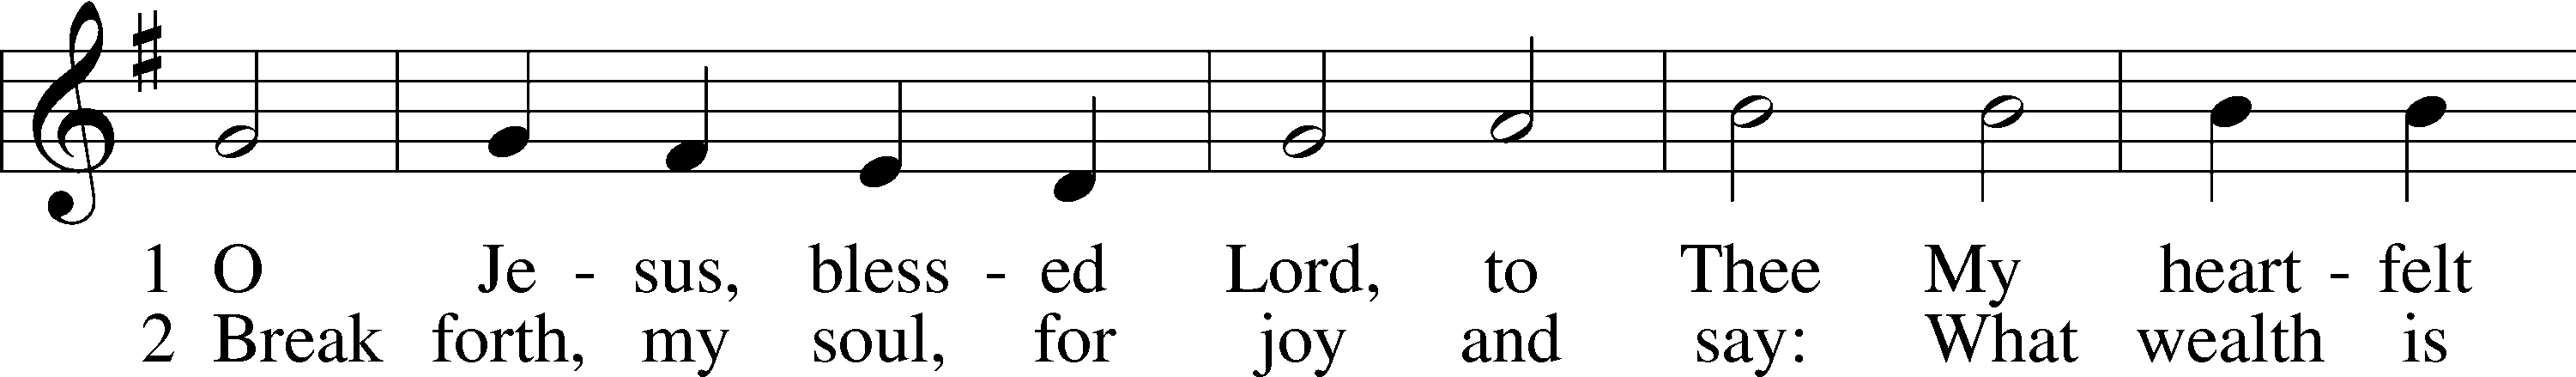 1 O Je - sus, bless - ed Lord, to Thee My heart - felt
2 Break forth, my soul, for joy and say: What wealth is